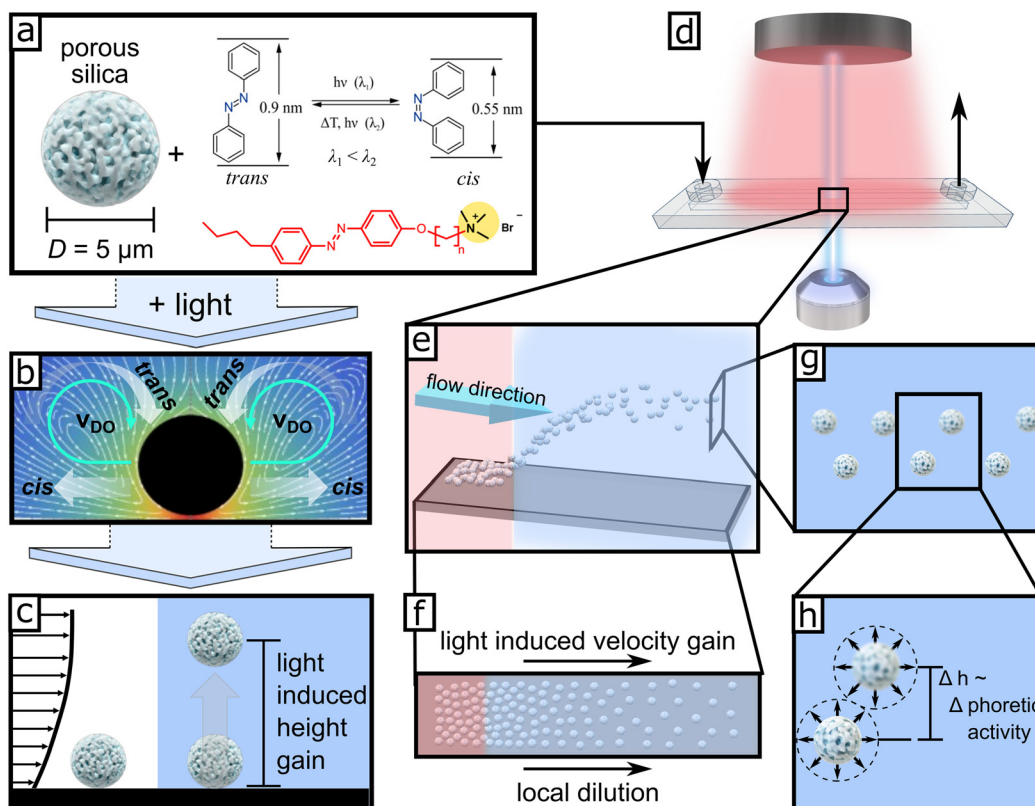 a
porous
silica
+
D = 5 µm
N
N
0.9 nm
trans
hν (λ₁)
ΔT, hν (λ₂)
λ₁ < λ₂
N
N
0.55 nm
cis
N
N
O
n
N
+
Br
−
+ light
b
trans
trans
vDO
vDO
cis
cis
c
light
induced
height
gain
d
e
flow direction
f
light induced velocity gain
local dilution
g
h
Δ h ~
Δ phoretic
activity